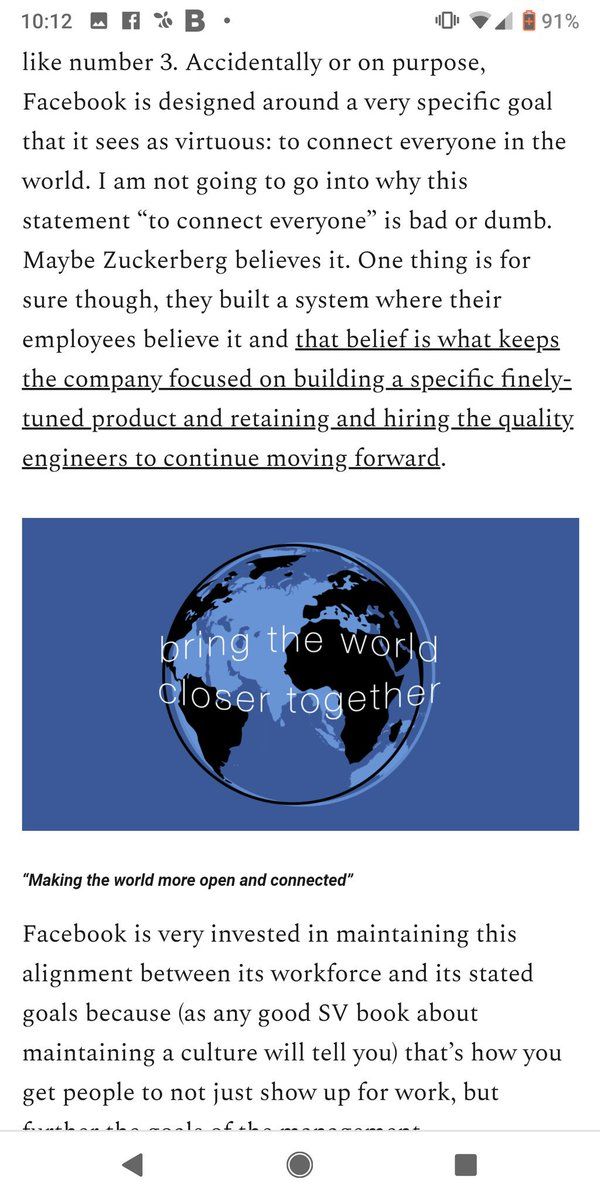 10:12
B
91%
like number 3. Accidentally or on purpose,
Facebook is designed around a very specific goal
that it sees as virtuous: to connect everyone in the
world. I am not going to go into why this
statement “to connect everyone” is bad or dumb.
Maybe Zuckerberg believes it. One thing is for
sure though, they built a system where their
employees believe it and that belief is what keeps
the company focused on building a specific finely-
tuned product and retaining and hiring the quality
engineers to continue moving forward.
bring the world
closer together
“Making the world more open and connected”
Facebook is very invested in maintaining this
alignment between its workforce and its stated
goals because (as any good SV book about
maintaining a culture will tell you) that’s how you
get people to not just show up for work, but
further the goals of the management